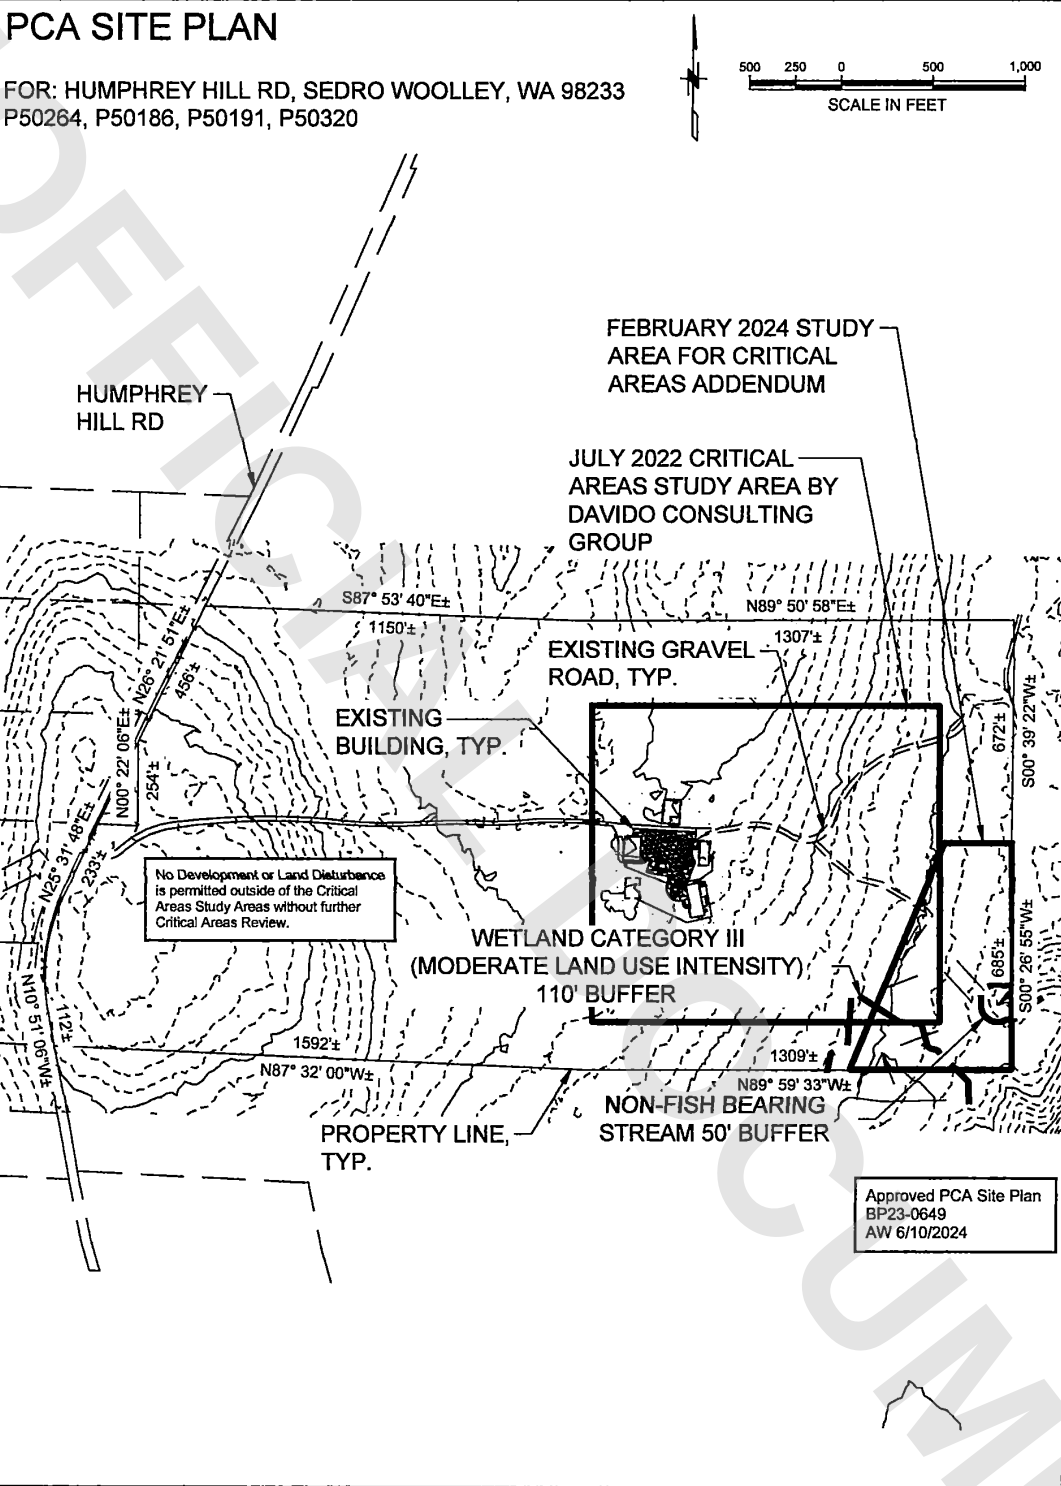 PCA SITE PLAN
FOR: HUMPHREY HILL RD, SEDRO WOOLLEY, WA 98233
P50264, P50186, P50191, P50320
500 250 0 500 1,000
SCALE IN FEET
N
FEBRUARY 2024 STUDY
AREA FOR CRITICAL
AREAS ADDENDUM
HUMPHREY
HILL RD
JULY 2022 CRITICAL
AREAS STUDY AREA BY
DAVIDO CONSULTING
GROUP
S87° 53' 40"E±
1150'±
N89° 50' 58"E±
1307'±
EXISTING GRAVEL
ROAD, TYP.
EXISTING
BUILDING, TYP.
N26° 21' 51"E±
456'±
N00° 22' 06"E±
254'±
672'±
S00° 39' 22"W±
N25° 31' 48"E±
233'±
No Development or Land Disturbance
is permitted outside of the Critical
Areas Study Areas without further
Critical Areas Review.
WETLAND CATEGORY III
(MODERATE LAND USE INTENSITY)
110' BUFFER
685'±
S00° 26' 55"W±
N10° 51' 06"W±
112'±
1592'±
N87° 32' 00"W±
1309'±
N89° 59' 33"W±
NON-FISH BEARING
STREAM 50' BUFFER
PROPERTY LINE,
TYP.
Approved PCA Site Plan
BP23-0649
AW 6/10/2024
OFFICIAL DOCUM